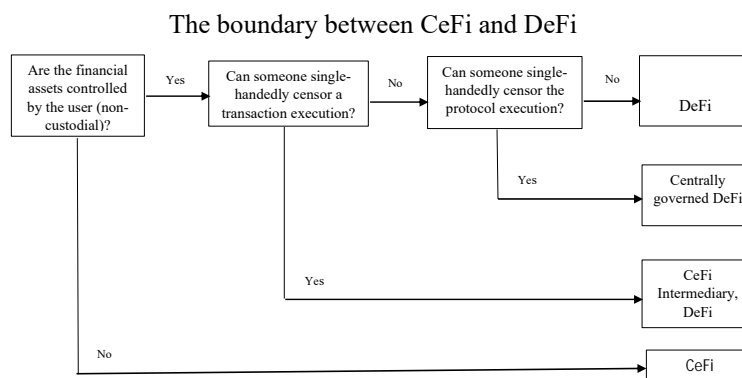 The boundary between CeFi and DeFi
Are the financial
assets controlled
by the user (non-
custodial)?
Yes
Can someone single-
handedly censor a
transaction execution?
No
Can someone single-
handedly censor the
protocol execution?
No
DeFi
Yes
Centrally
governed DeFi
Yes
CeFi
Intermediary,
DeFi
No
CeFi